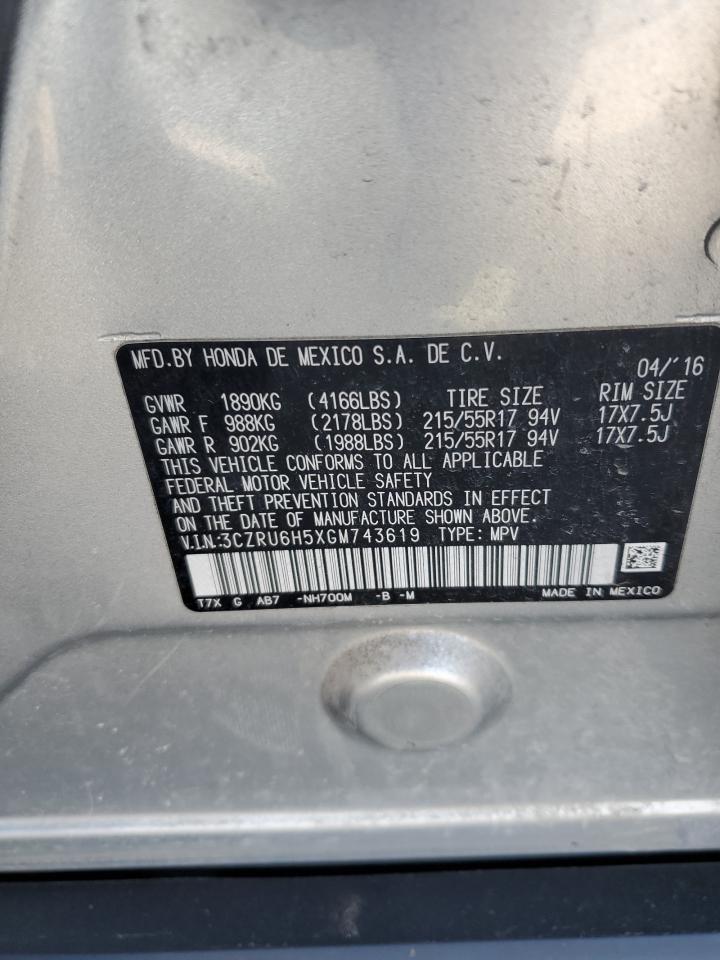 MFD.BY HONDA DE MEXICO S.A. DE C.V. 04/'16
GVWR 1890KG (4166LBS) TIRE SIZE RIM SIZE
GAWR F 988KG (2178LBS) 215/55R17 94V 17X7.5J
GAWR R 902KG (1988LBS) 215/55R17 94V 17X7.5J
THIS VEHICLE CONFORMS TO ALL APPLICABLE
FEDERAL MOTOR VEHICLE SAFETY
AND THEFT PREVENTION STANDARDS IN EFFECT
ON THE DATE OF MANUFACTURE SHOWN ABOVE.
V.I.N.:3CZRU6H5XGM743619 TYPE: MPV
T7X G AB7 -NH700M -B -M MADE IN MEXICO